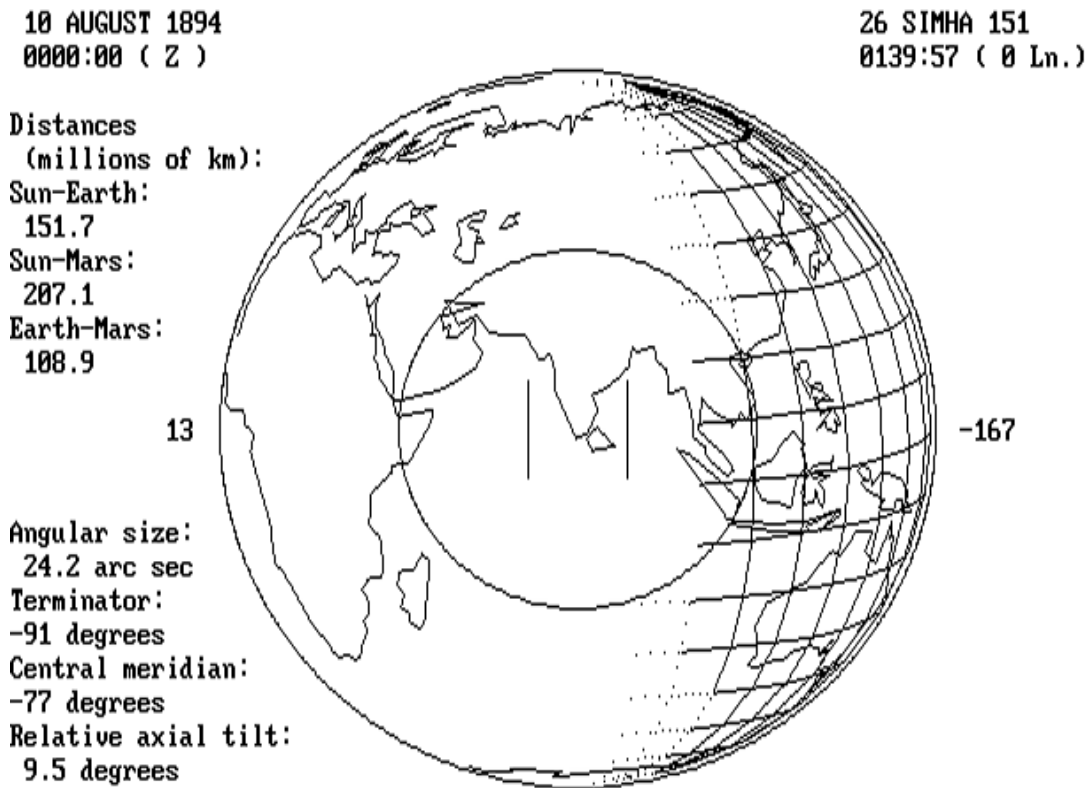 10 AUGUST 1894
0000:00 ( Z )
26 SIMHA 151
0139:57 ( 0 Ln.)
Distances
(millions of km):
Sun-Earth:
151.7
Sun-Mars:
207.1
Earth-Mars:
108.9
13
-167
Angular size:
24.2 arc sec
Terminator:
-91 degrees
Central meridian:
-77 degrees
Relative axial tilt:
9.5 degrees